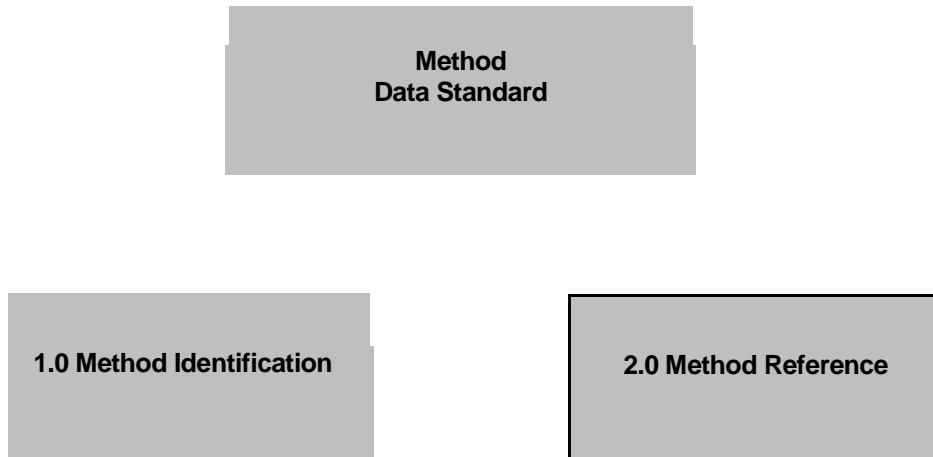 Method
Data Standard
1.0 Method Identification
2.0 Method Reference